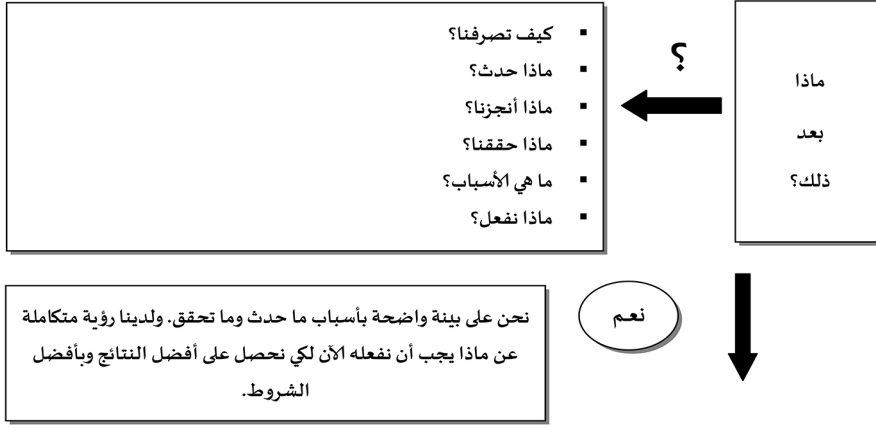 ماذا
بعد
ذلك؟
؟
▪ كيف تصرفنا؟
▪ ماذا حدث؟
▪ ماذا أنجزنا؟
▪ ماذا حققنا؟
▪ ما هي الأسباب؟
▪ ماذا نفعل؟
نعم
نحن على بينة واضحة بأسباب ما حدث وما تحقق. ولدينا رؤية متكاملة
عن ماذا يجب أن نفعله الآن لكي نحصل على أفضل النتائج وبأفضل
الشروط.